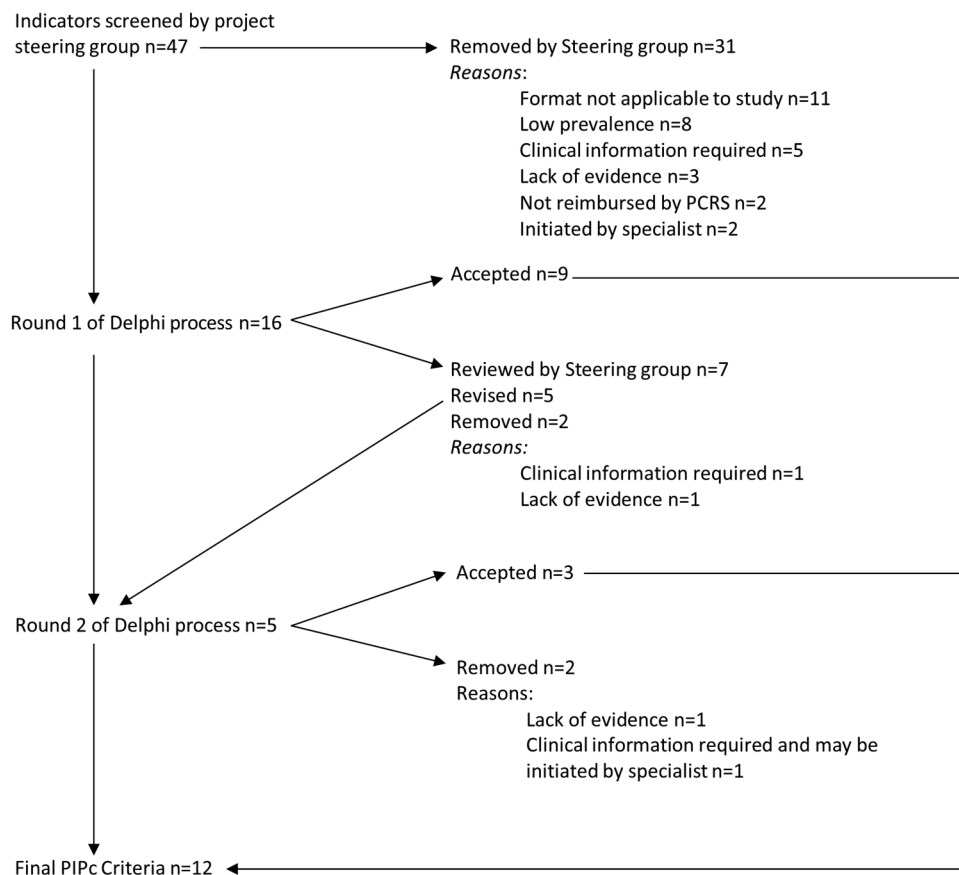 Indicators screened by project
steering group n=47
Removed by Steering group n=31
Reasons:
Format not applicable to study n=11
Low prevalence n=8
Clinical information required n=5
Lack of evidence n=3
Not reimbursed by PCRS n=2
Initiated by specialist n=2
Accepted n=9
Round 1 of Delphi process n=16
Reviewed by Steering group n=7
Revised n=5
Removed n=2
Reasons:
Clinical information required n=1
Lack of evidence n=1
Accepted n=3
Round 2 of Delphi process n=5
Removed n=2
Reasons:
Lack of evidence n=1
Clinical information required and may be
initiated by specialist n=1
Final PIPc Criteria n=12